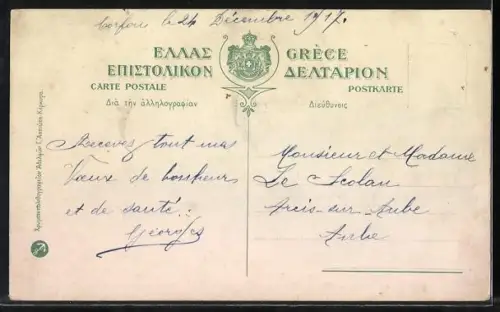 Corfou le 24 Décembre 1917.
ΕΛΛΑΣ GRÈCE
ΕΠΙΣΤΟΛΙΚΟΝ ΔΕΛΤΑΡΙΟΝ
CARTE POSTALE POSTKARTE
Διὰ τὴν ἀλληλογραφίαν Διεύθυνσις
Recevez tout mes
Vœux de bonheur
et de santé.
Georges
Monsieur et Madame
Le Scolan
Arcis-sur-Aube
Aube